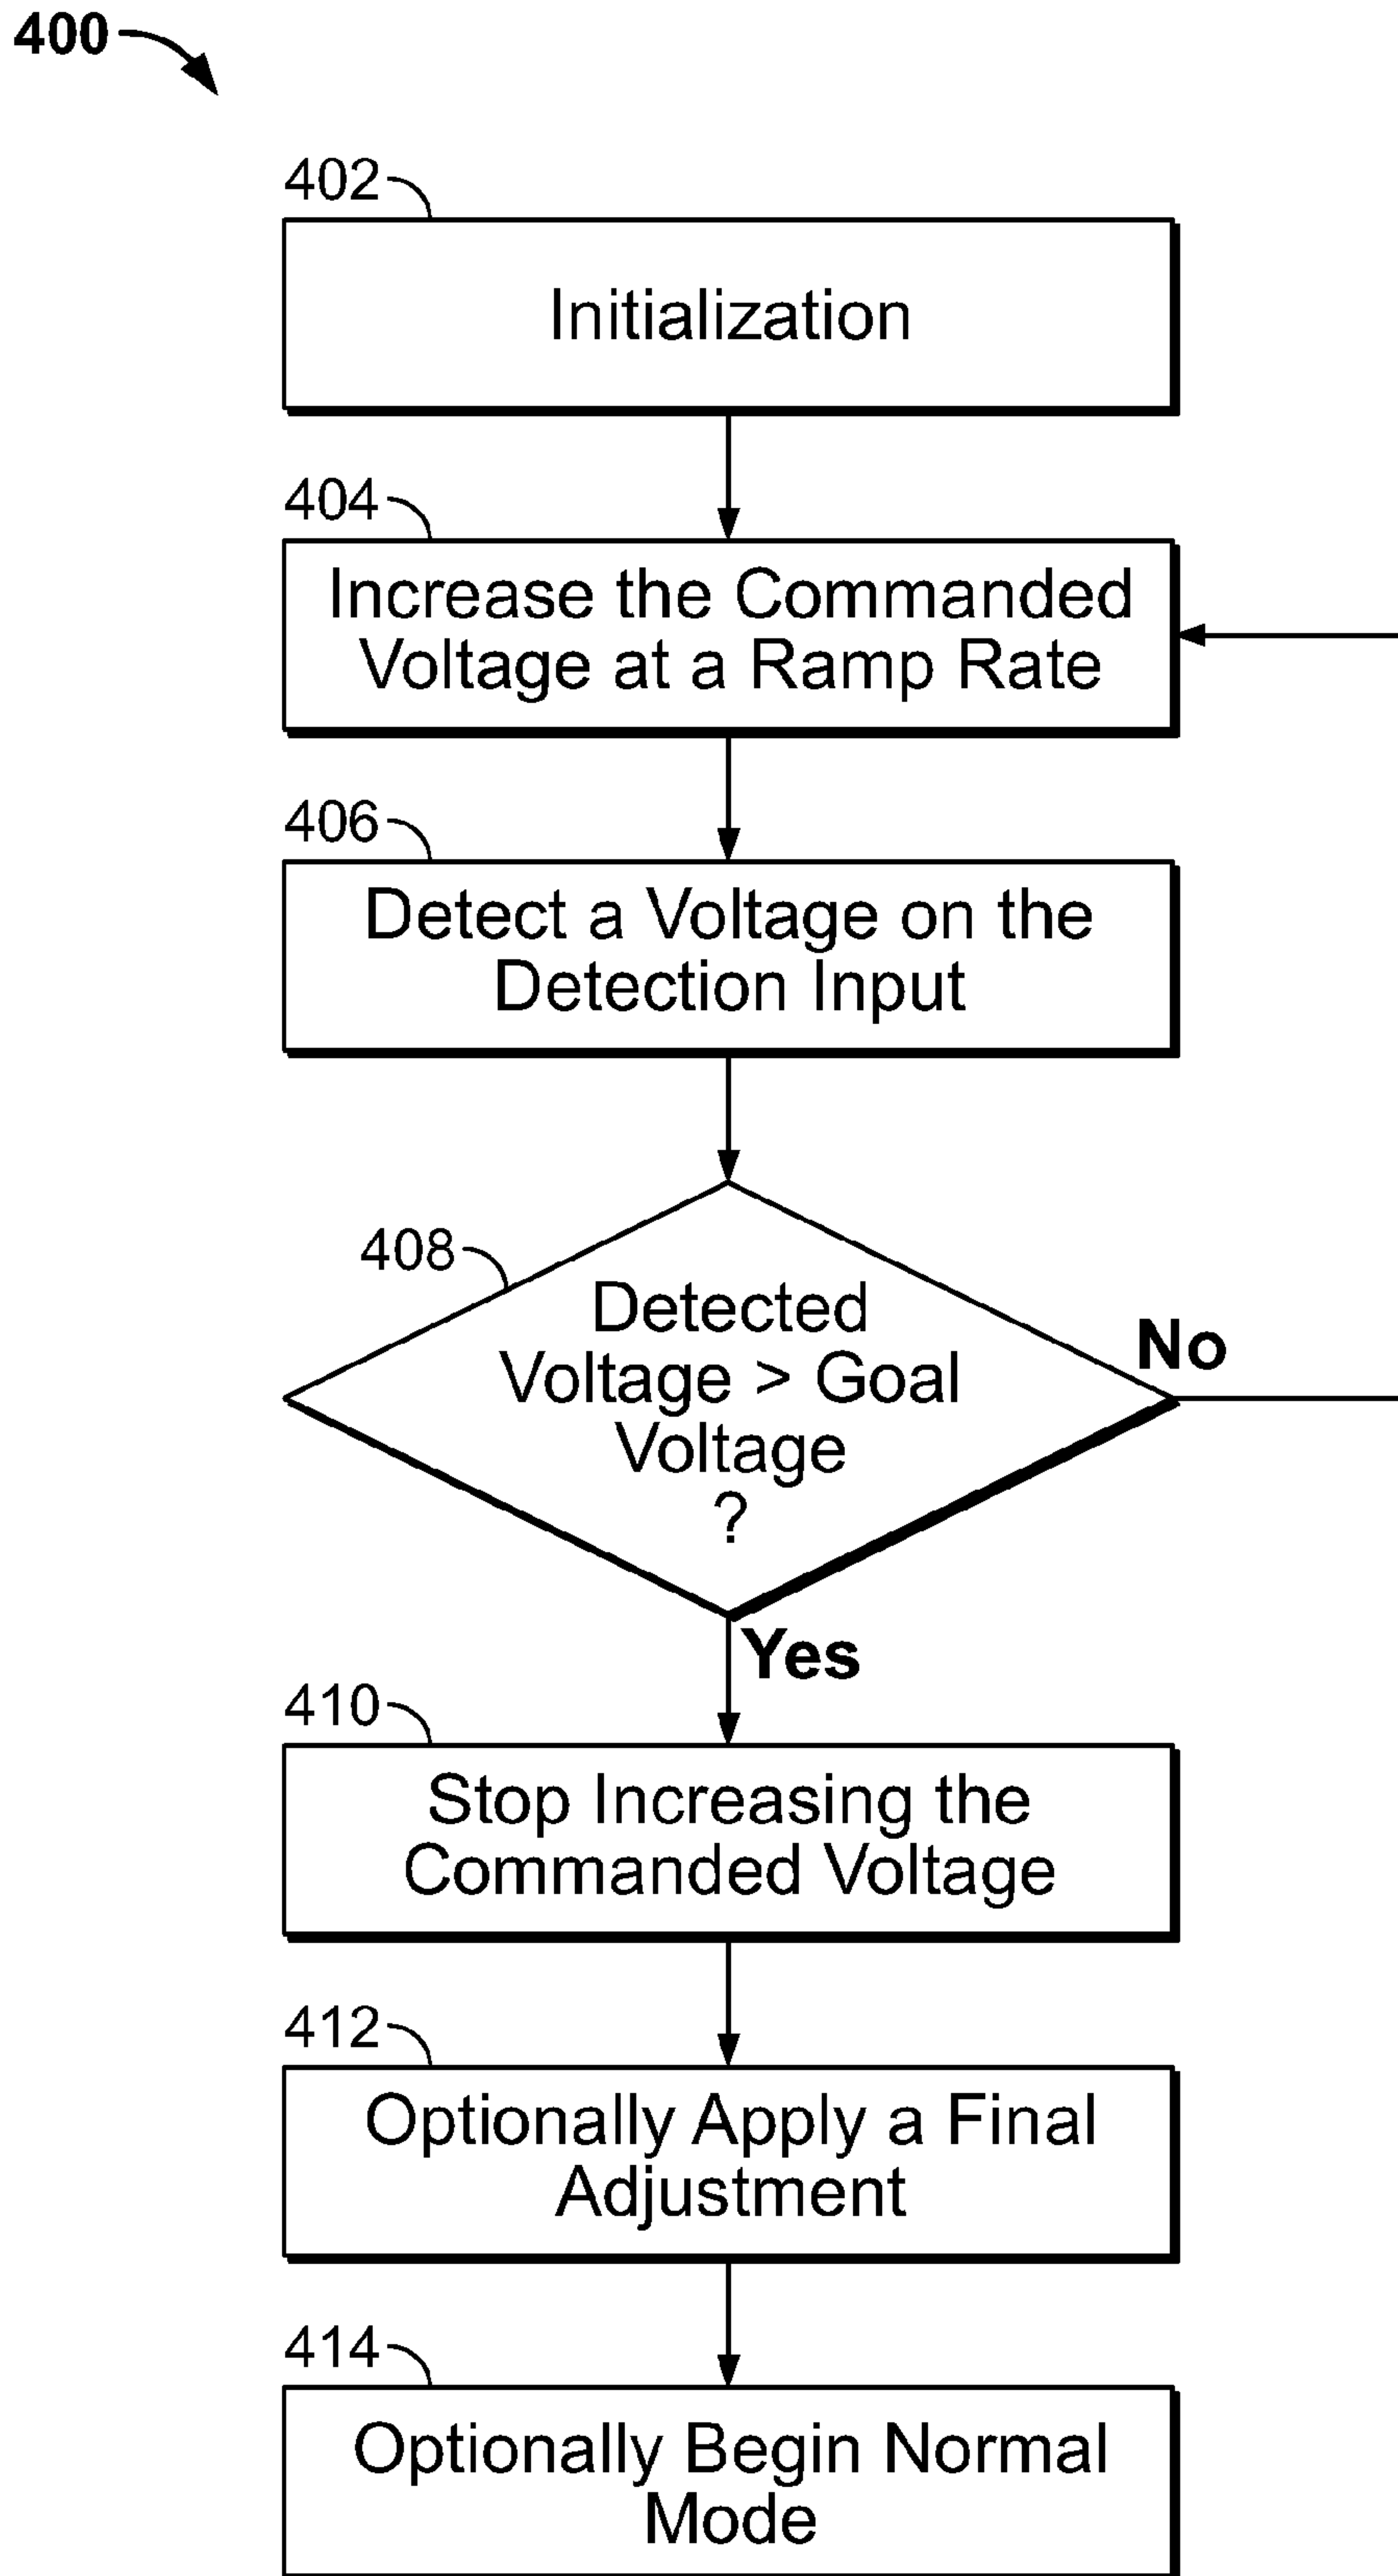 400
402
Initialization
404
Increase the Commanded
Voltage at a Ramp Rate
406
Detect a Voltage on the
Detection Input
408
Detected
Voltage > Goal
Voltage
?
No
Yes
410
Stop Increasing the
Commanded Voltage
412
Optionally Apply a Final
Adjustment
414
Optionally Begin Normal
Mode